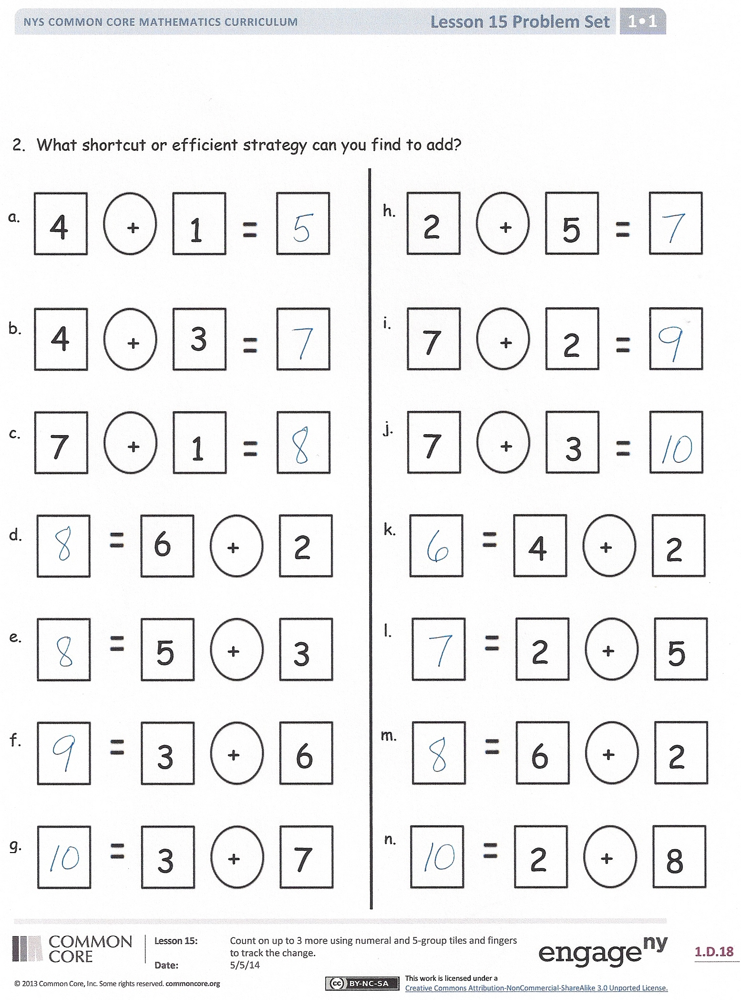 NYS COMMON CORE MATHEMATICS CURRICULUM
Lesson 15 Problem Set
1•1
2. What shortcut or efficient strategy can you find to add?
a. 4 + 1 = 5
b. 4 + 3 = 7
c. 7 + 1 = 8
d. 8 = 6 + 2
e. 8 = 5 + 3
f. 9 = 3 + 6
g. 10 = 3 + 7
h. 2 + 5 = 7
i. 7 + 2 = 9
j. 7 + 3 = 10
k. 6 = 4 + 2
l. 7 = 2 + 5
m. 8 = 6 + 2
n. 10 = 2 + 8
COMMON
CORE
Lesson 15: Count on up to 3 more using numeral and 5-group tiles and fingers
to track the change.
Date: 5/5/14
engageny
1.D.18
© 2013 Common Core, Inc. Some rights reserved. commoncore.org
cc BY-NC-SA
This work is licensed under a
Creative Commons Attribution-NonCommercial-ShareAlike 3.0 Unported License.